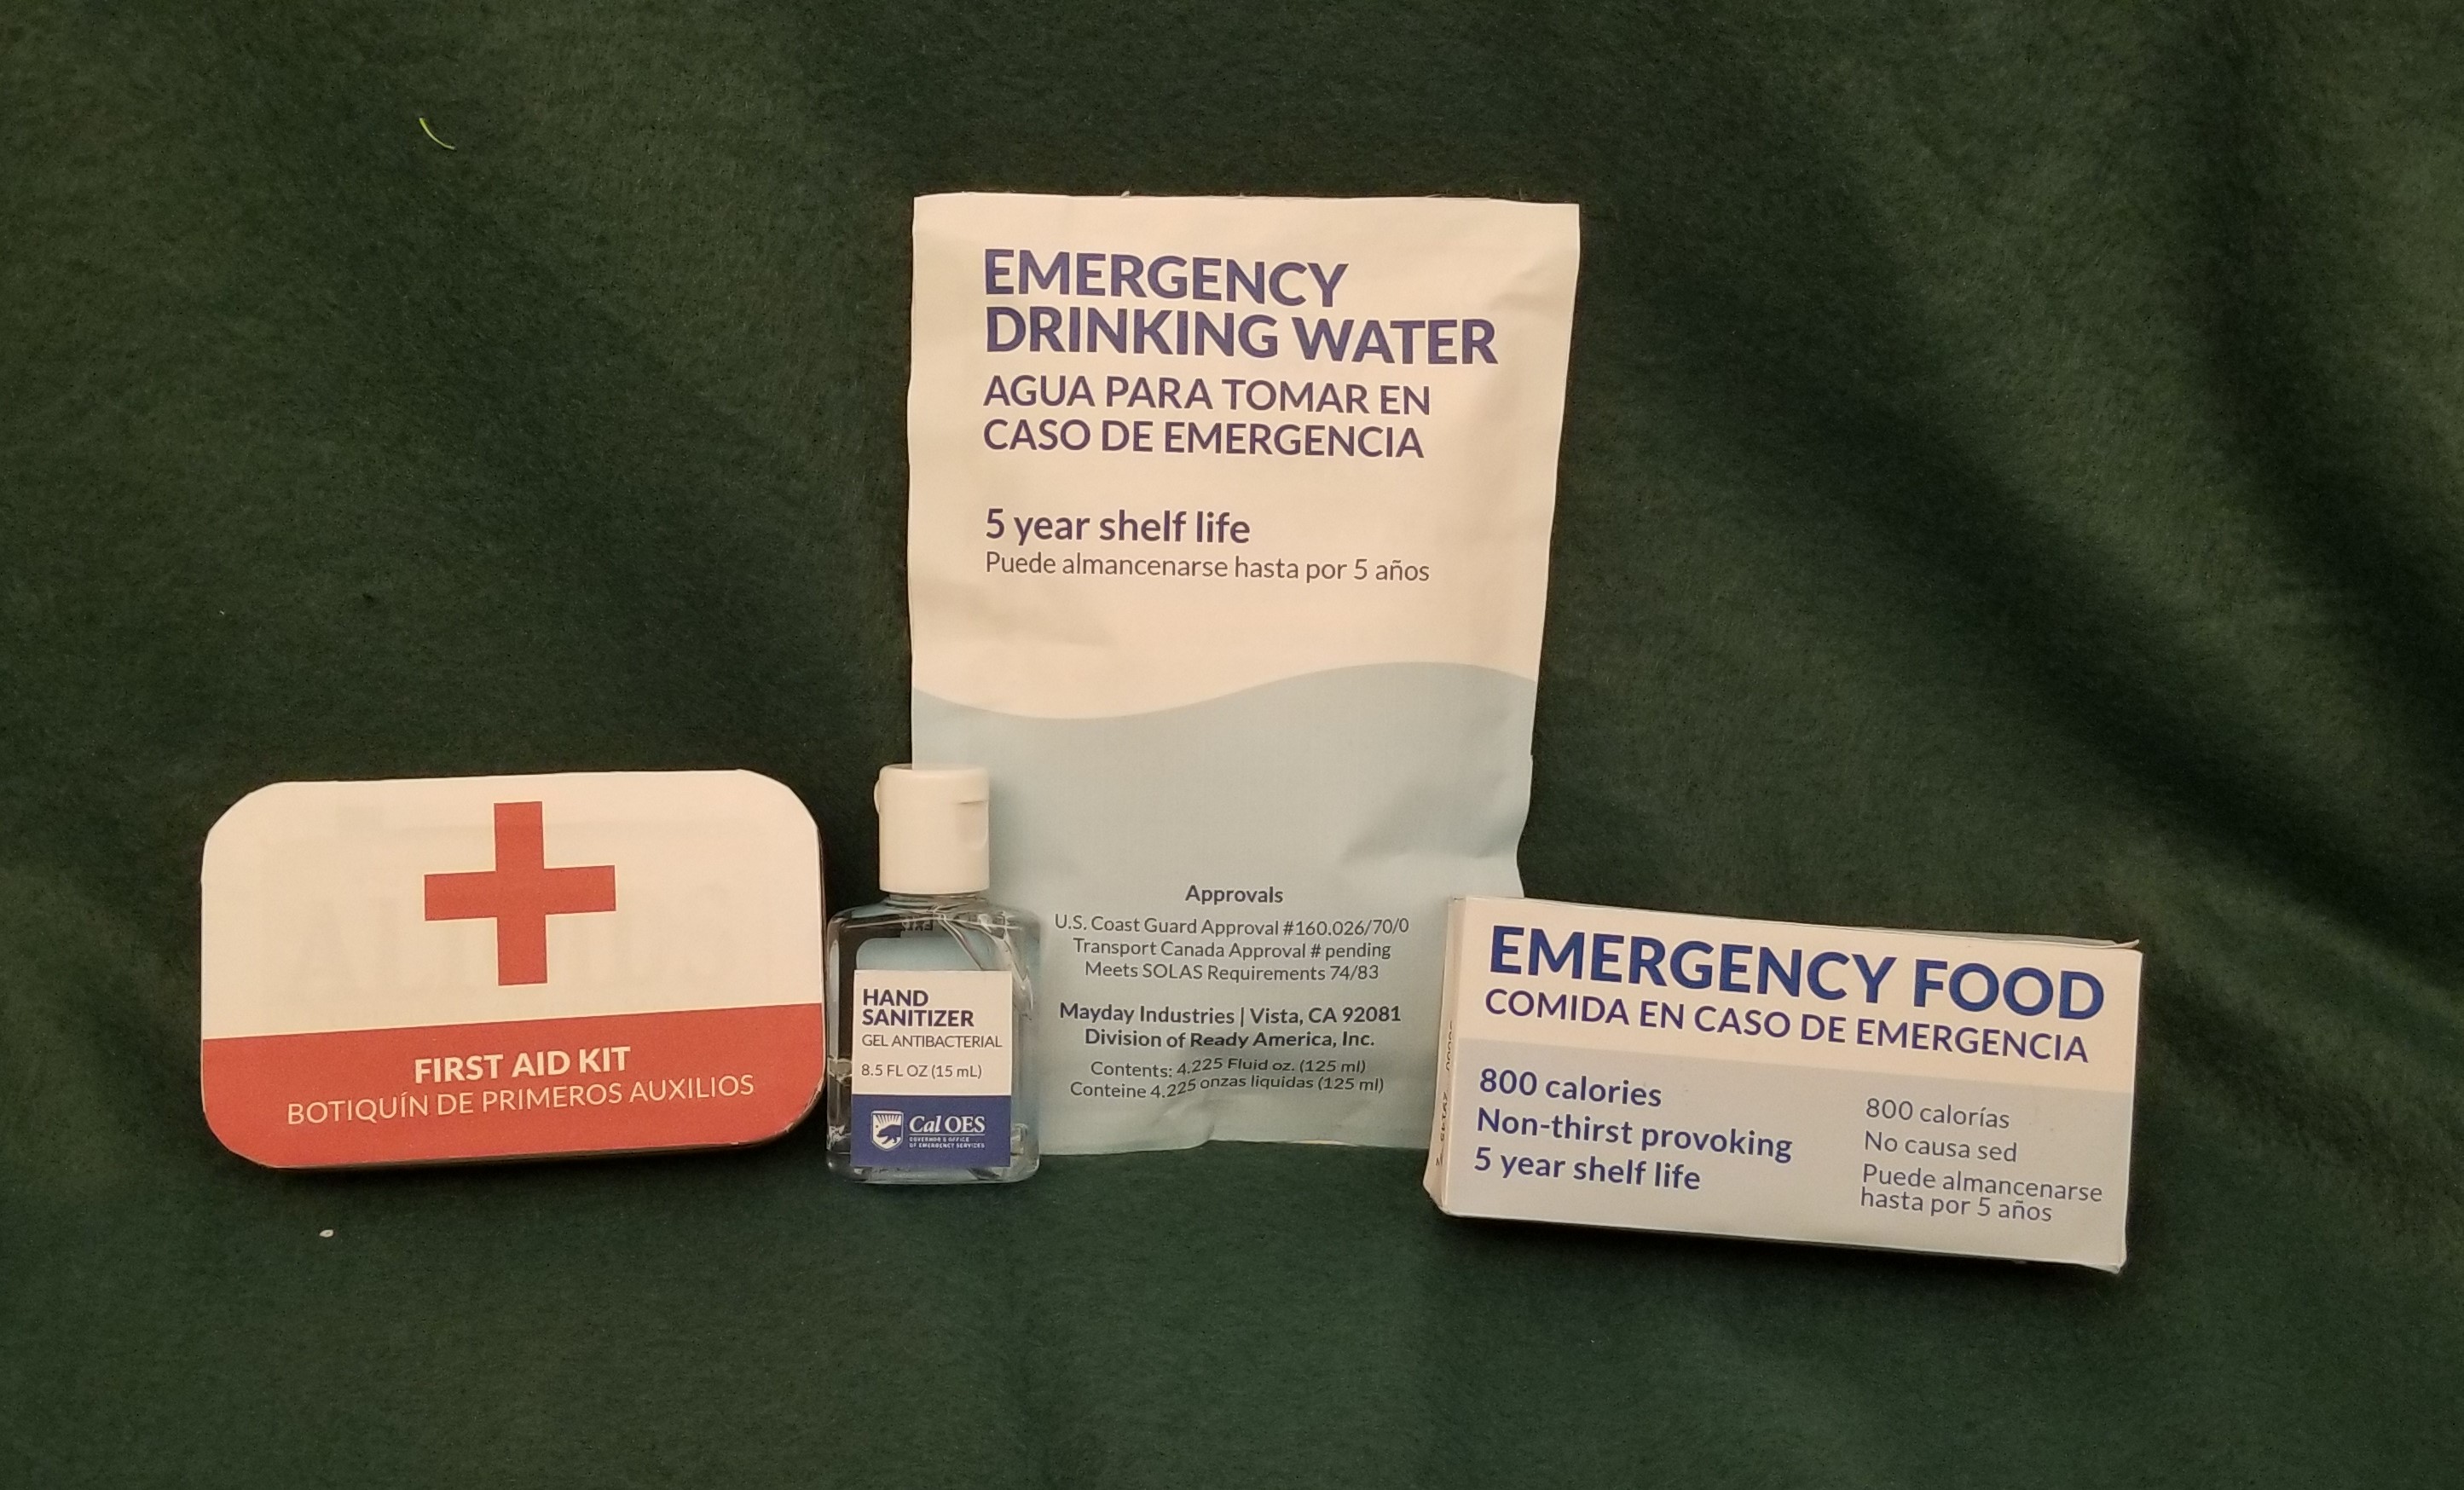 EMERGENCY
DRINKING WATER
AGUA PARA TOMAR EN
CASO DE EMERGENCIA
5 year shelf life
Puede almancenarse hasta por 5 años
Approvals
U.S. Coast Guard Approval #160.026/70/0
Transport Canada Approval # pending
Meets SOLAS Requirements 74/83
Mayday Industries | Vista, CA 92081
Division of Ready America, Inc.
Contents: 4.225 Fluid oz. (125 ml)
Conteine 4.225 onzas liquidas (125 ml)
FIRST AID KIT
BOTIQUÍN DE PRIMEROS AUXILIOS
HAND
SANITIZER
GEL ANTIBACTERIAL
8.5 FL OZ (15 mL)
Cal OES
GOVERNOR'S OFFICE
OF EMERGENCY SERVICES
EMERGENCY FOOD
COMIDA EN CASO DE EMERGENCIA
800 calories
Non-thirst provoking
5 year shelf life
800 calorías
No causa sed
Puede almancenarse
hasta por 5 años